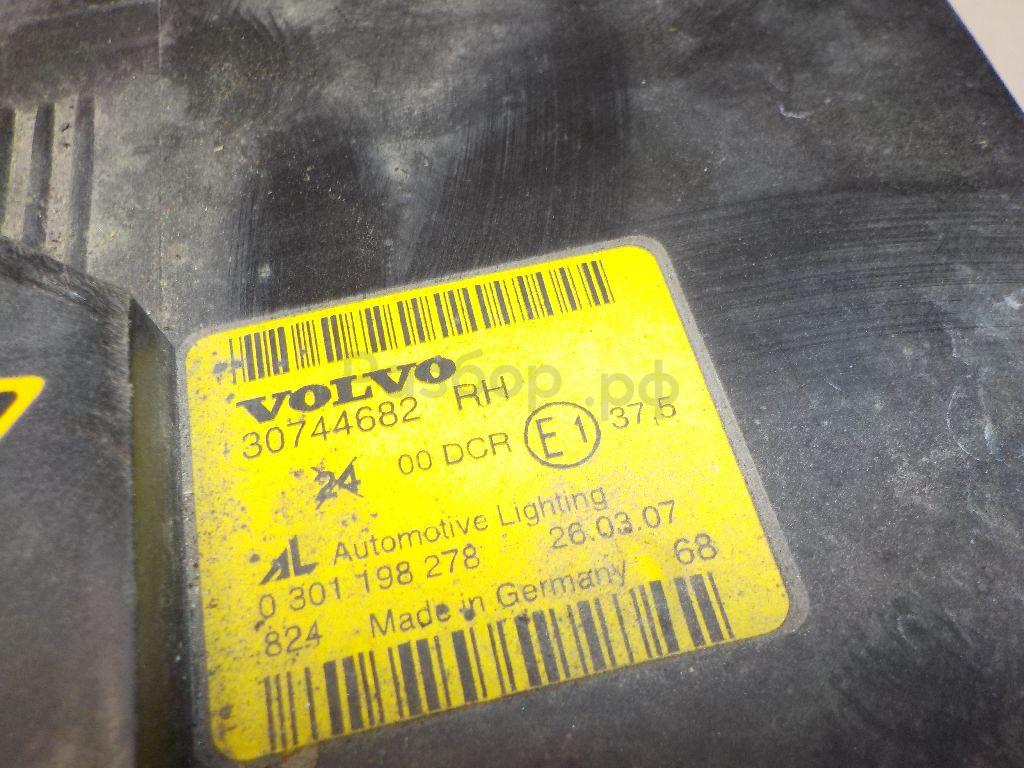 VOLVO
30744682 RH
24 00 DCR E1 37,5
AL Automotive Lighting
0 301 198 278 26.03.07
824 Made in Germany 68
Разбор.рф